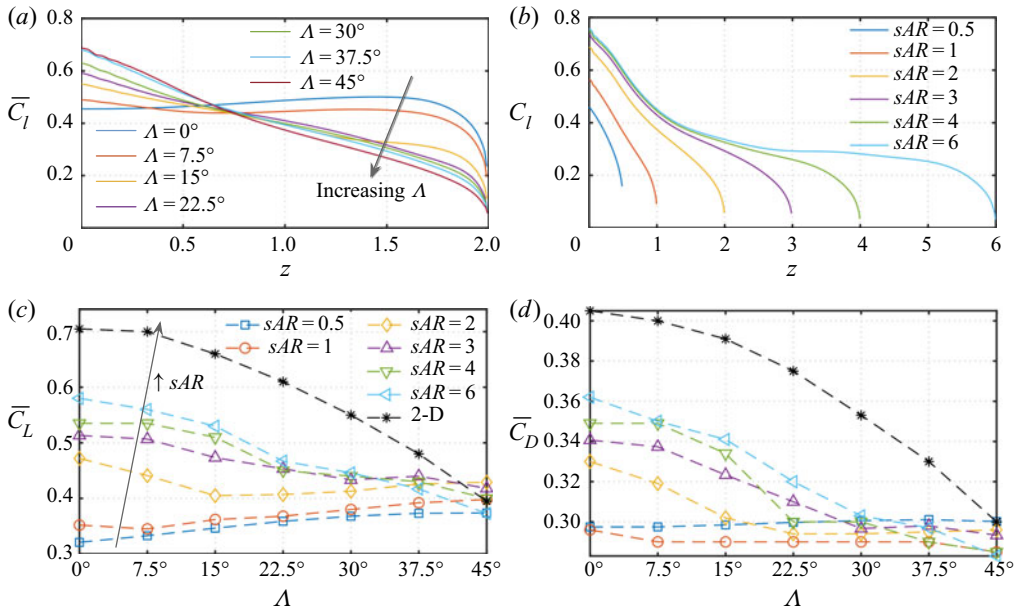 (a)
0.8
0.6
0.4
0.2
0
0.5
1.0
1.5
2.0
C̅l
z
Λ = 30°
Λ = 37.5°
Λ = 45°
Λ = 0°
Λ = 7.5°
Λ = 15°
Λ = 22.5°
Increasing Λ
(b)
0.8
0.6
0.4
0.2
0
1
2
3
4
5
6
Cl
z
sAR = 0.5
sAR = 1
sAR = 2
sAR = 3
sAR = 4
sAR = 6
(c)
0.7
0.6
0.5
0.4
0.3
0°
7.5°
15°
22.5°
30°
37.5°
45°
C̅L
Λ
sAR = 0.5
sAR = 1
sAR = 2
sAR = 3
sAR = 4
sAR = 6
2-D
↑ sAR
(d)
0.40
0.36
0.34
0.32
0.30
0°
7.5°
15°
22.5°
30°
37.5°
45°
C̅D
Λ